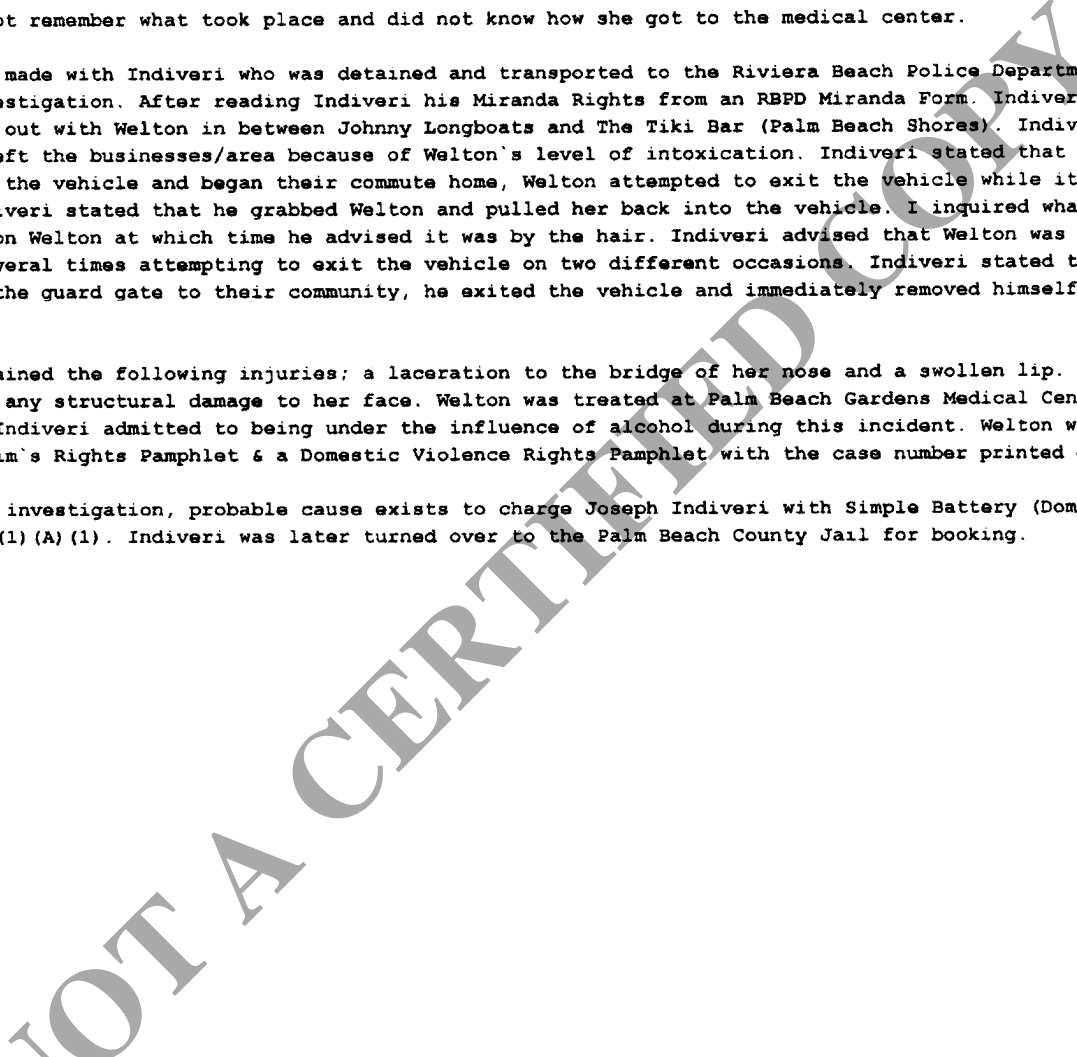 ot remember what took place and did not know how she got to the medical center.
made with Indiveri who was detained and transported to the Riviera Beach Police Departm
estigation. After reading Indiveri his Miranda Rights from an RBPD Miranda Form. Indiver
out with Welton in between Johnny Longboats and The Tiki Bar (Palm Beach Shores). Indiv
eft the businesses/area because of Welton`s level of intoxication. Indiveri stated that
the vehicle and began their commute home, Welton attempted to exit the vehicle while it
iveri stated that he grabbed Welton and pulled her back into the vehicle. I inquired wha
on Welton at which time he advised it was by the hair. Indiveri advised that Welton was
veral times attempting to exit the vehicle on two different occasions. Indiveri stated t
the guard gate to their community, he exited the vehicle and immediately removed himself
ained the following injuries; a laceration to the bridge of her nose and a swollen lip.
any structural damage to her face. Welton was treated at Palm Beach Gardens Medical Cen
Indiveri admitted to being under the influence of alcohol during this incident. Welton w
im`s Rights Pamphlet & a Domestic Violence Rights Pamphlet with the case number printed
investigation, probable cause exists to charge Joseph Indiveri with Simple Battery (Dom
(1)(A)(1). Indiveri was later turned over to the Palm Beach County Jail for booking.
NOT A CERTIFIED COPY